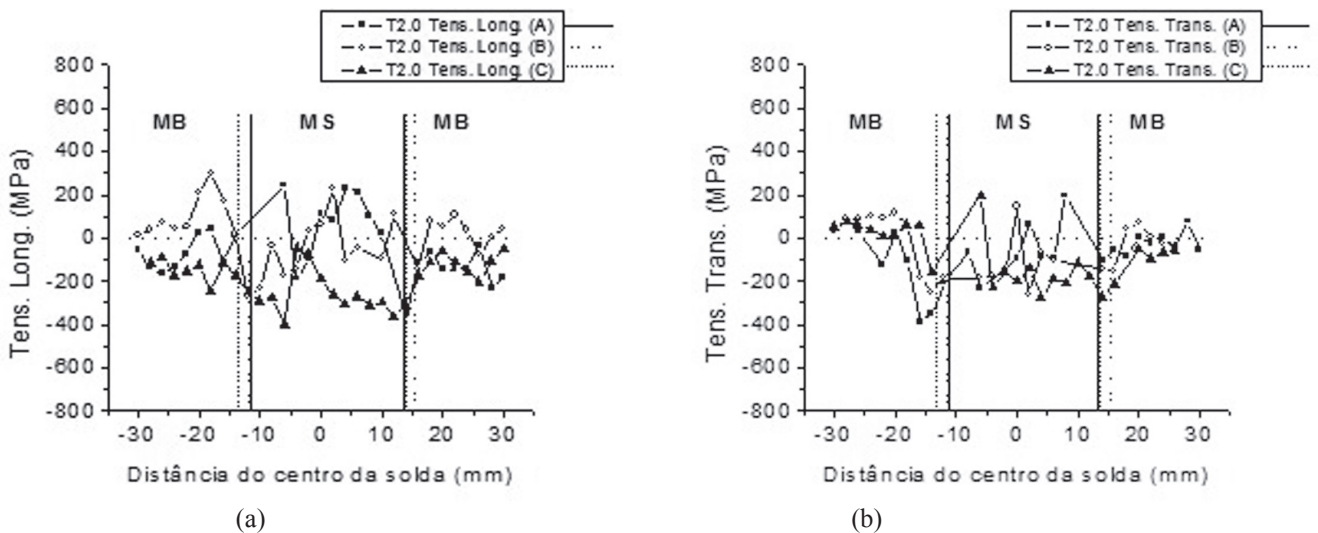 T2.0 Tens. Long. (A)
T2.0 Tens. Long. (B)
T2.0 Tens. Long. (C)
800
600
400
200
0
-200
-400
-600
-800
Tens. Long. (MPa)
MB
MS
MB
-30
-20
-10
0
10
20
30
Distância do centro da solda (mm)
(a)
T2.0 Tens. Trans. (A)
T2.0 Tens. Trans. (B)
T2.0 Tens. Trans. (C)
800
600
400
200
0
-200
-400
-600
-800
Tens. Trans. (MPa)
MB
MS
MB
-30
-20
-10
0
10
20
30
Distância do centro da solda (mm)
(b)